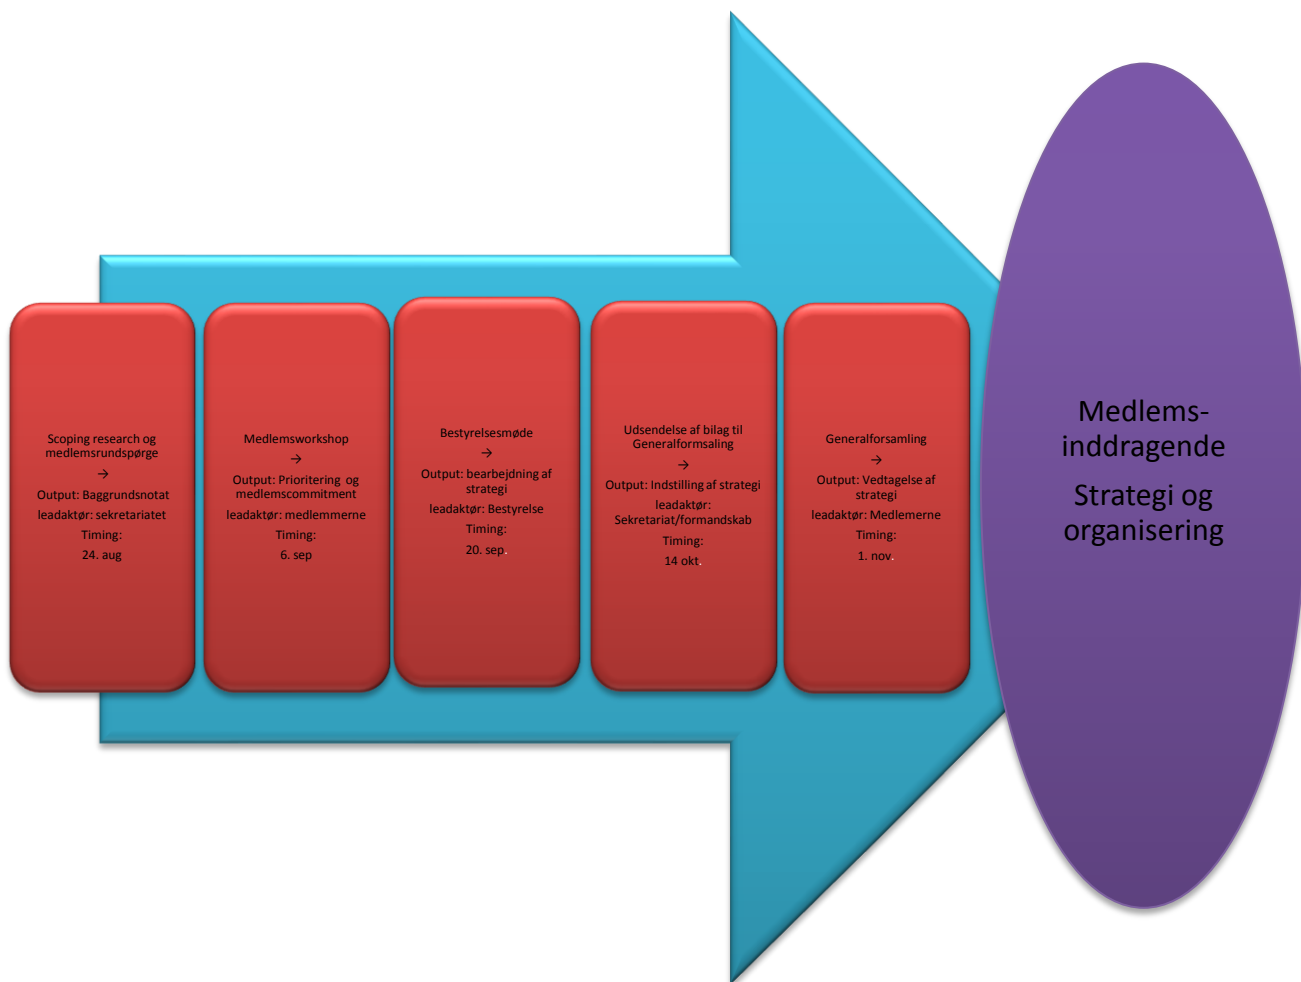 Scoping research og
medlemsrundspørge
→
Output: Baggrundsnotat
leadaktør: sekretariatet
Timing:
24. aug
Medlemsworkshop
→
Output: Prioritering og
medlemscommitment
leadaktør: medlemmerne
Timing:
6. sep
Bestyrelsesmøde
→
Output: bearbejdning af
strategi
leadaktør: Bestyrelse
Timing:
20. sep.
Udsendelse af bilag til
Generalformsaling
→
Output: Indstilling af strategi
leadaktør:
Sekretariat/formandskab
Timing:
14 okt.
Generalforsamling
→
Output: Vedtagelse af
strategi
leadaktør: Medlemerne
Timing:
1. nov.
Medlems-
inddragende
Strategi og
organisering